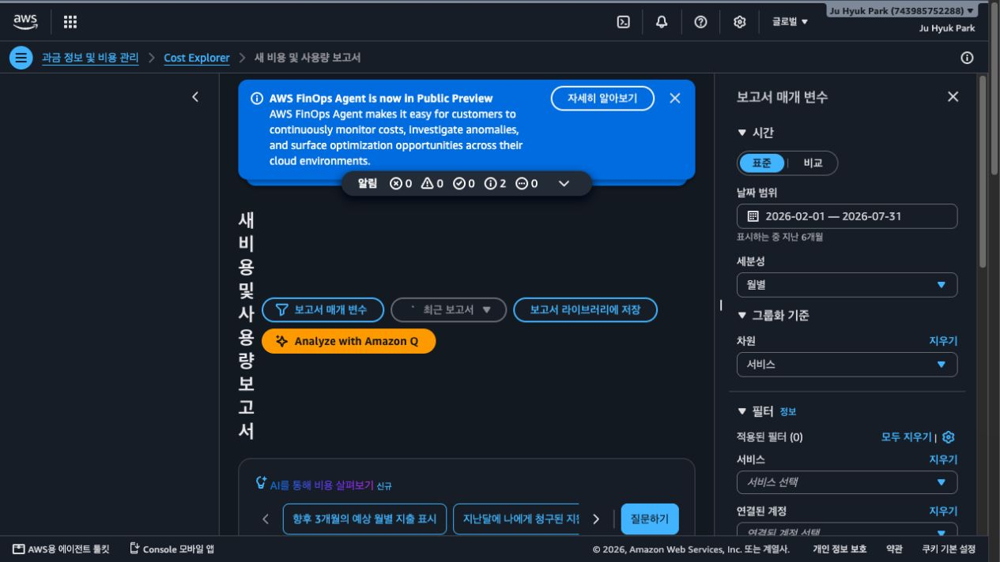 aws
글로벌
Ju Hyuk Park (743985752288)
Ju Hyuk Park
과금 정보 및 비용 관리
Cost Explorer
새 비용 및 사용량 보고서
AWS FinOps Agent is now in Public Preview
AWS FinOps Agent makes it easy for customers to
continuously monitor costs, investigate anomalies,
and surface optimization opportunities across their
cloud environments.
자세히 알아보기
알림 0 0 0 2 0
새
비
용
및
사
용
량
보
고
서
보고서 매개 변수
최근 보고서
보고서 라이브러리에 저장
Analyze with Amazon Q
AI를 통해 비용 살펴보기 신규
향후 3개월의 예상 월별 지출 표시
지난달에 나에게 청구된
질문하기
보고서 매개 변수
시간
표준
비교
날짜 범위
2026-02-01 — 2026-07-31
표시하는 중 지난 6개월
세분성
월별
그룹화 기준
차원
지우기
서비스
필터 정보
적용된 필터 (0)
모두 지우기
서비스
지우기
서비스 선택
연결된 계정
지우기
연결된 계정 선택
AWS용 에이전트 툴킷
Console 모바일 앱
© 2026, Amazon Web Services, Inc. 또는 계열사.
개인 정보 보호
약관
쿠키 기본 설정